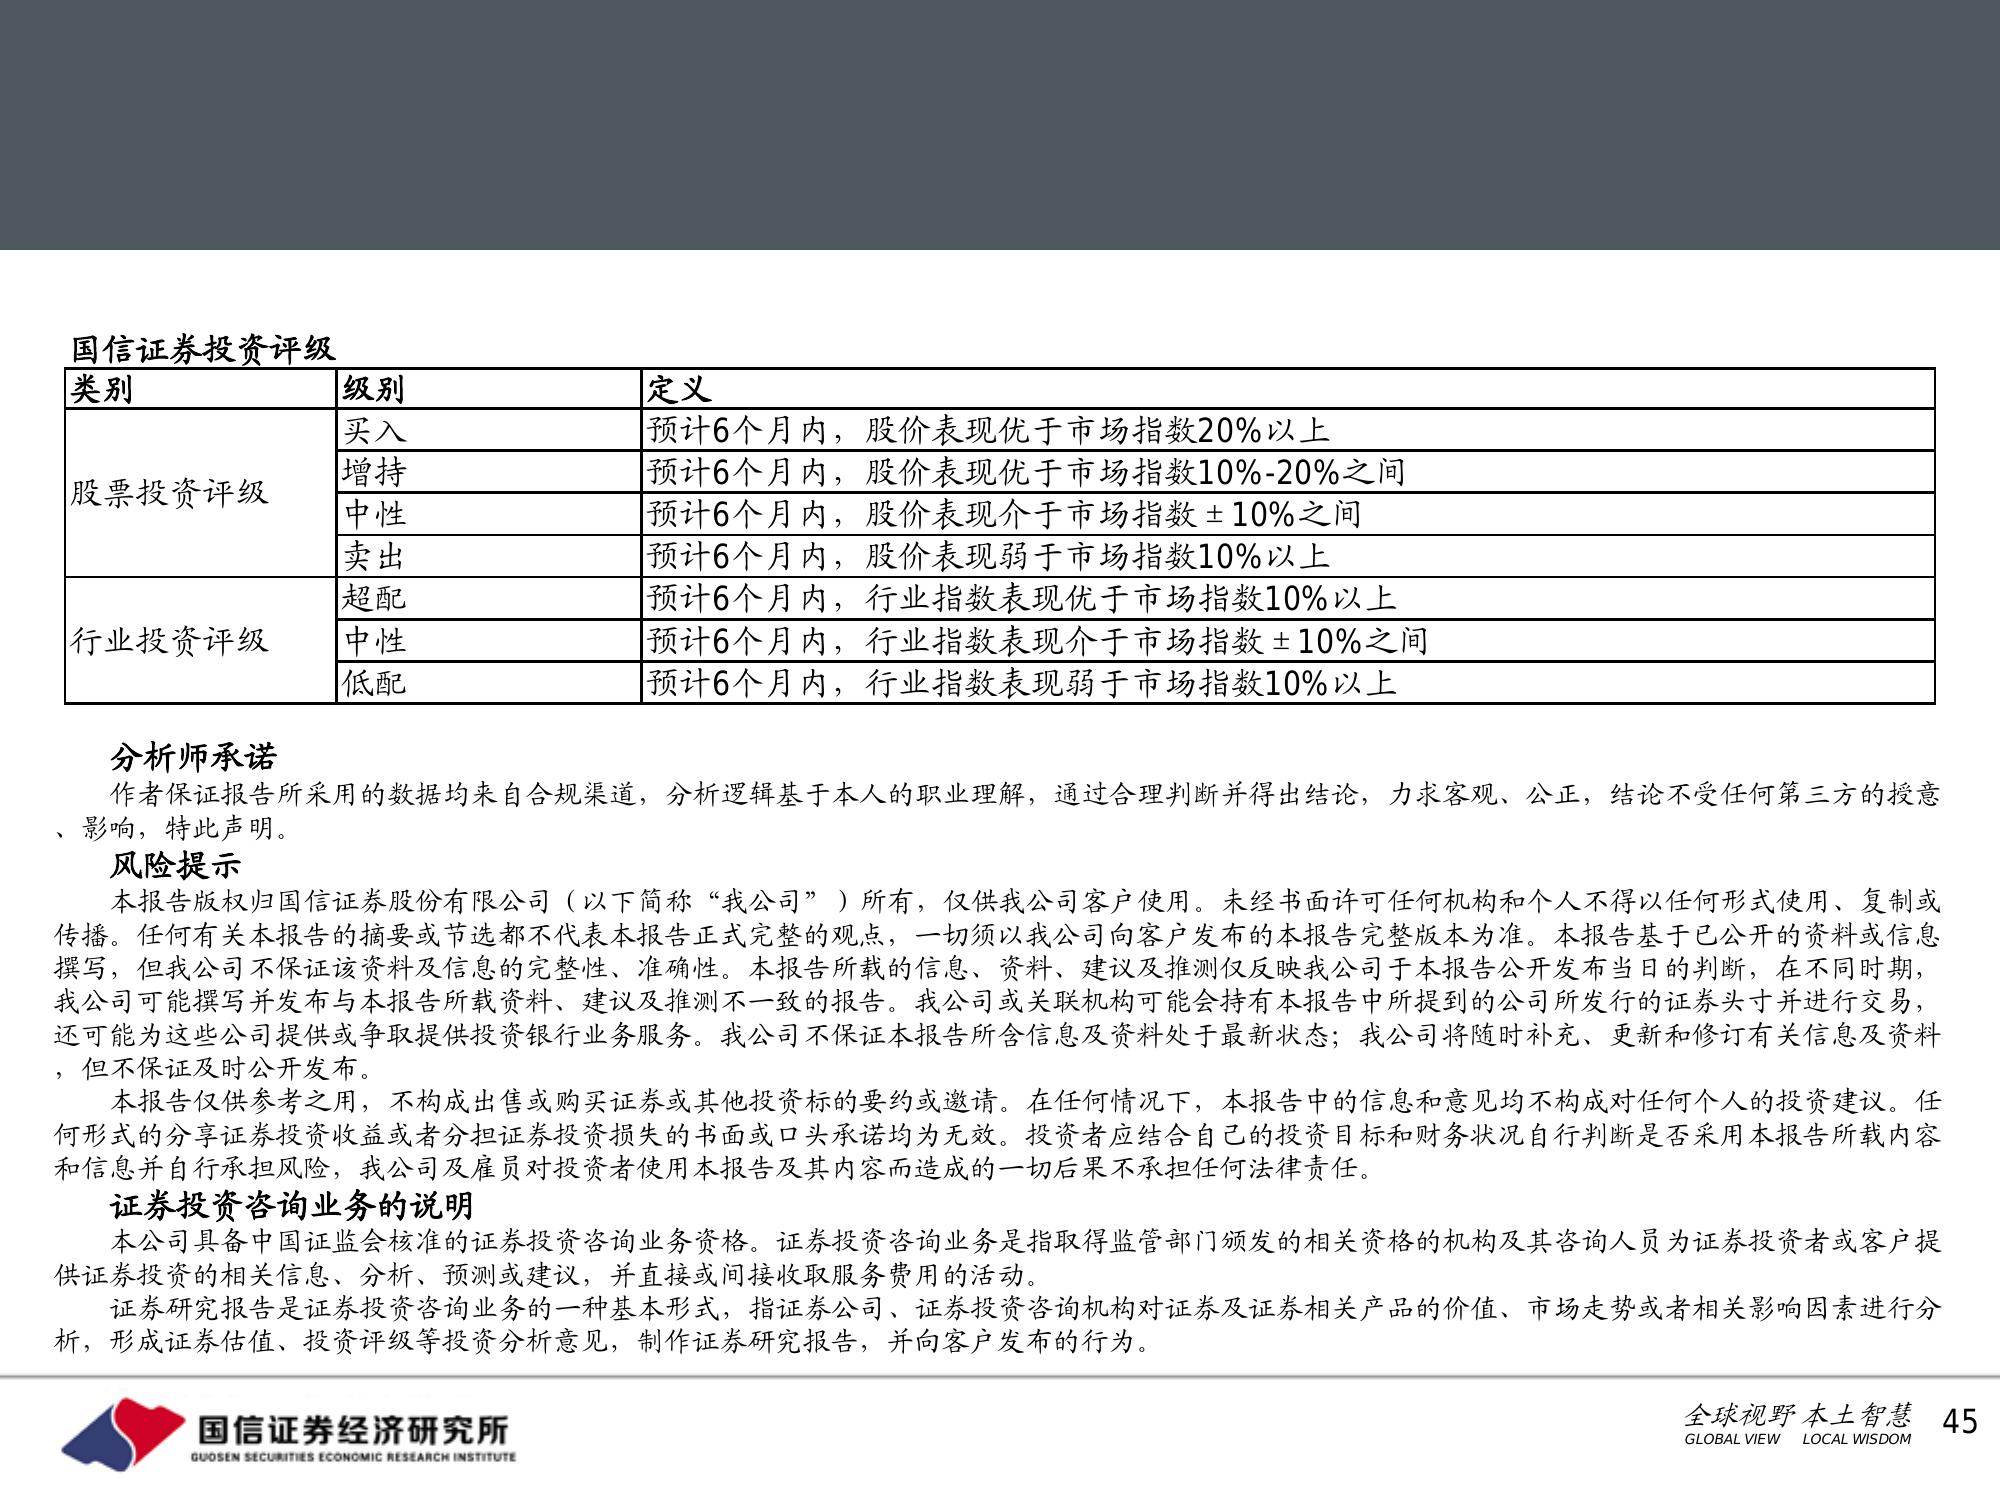 国信证券投资评级
类别 级别 定义
股票投资评级
买入 预计6个月内，股价表现优于市场指数20%以上
增持 预计6个月内，股价表现优于市场指数10%-20%之间
中性 预计6个月内，股价表现介于市场指数±10%之间
卖出 预计6个月内，股价表现弱于市场指数10%以上
行业投资评级
超配 预计6个月内，行业指数表现优于市场指数10%以上
中性 预计6个月内，行业指数表现介于市场指数±10%之间
低配 预计6个月内，行业指数表现弱于市场指数10%以上
分析师承诺
作者保证报告所采用的数据均来自合规渠道，分析逻辑基于本人的职业理解，通过合理判断并得出结论，力求客观、公正，结论不受任何第三方的授意
、影响，特此声明。
风险提示
本报告版权归国信证券股份有限公司（以下简称“我公司”）所有，仅供我公司客户使用。未经书面许可任何机构和个人不得以任何形式使用、复制或
传播。任何有关本报告的摘要或节选都不代表本报告正式完整的观点，一切须以我公司向客户发布的本报告完整版本为准。本报告基于已公开的资料或信息
撰写，但我公司不保证该资料及信息的完整性、准确性。本报告所载的信息、资料、建议及推测仅反映我公司于本报告公开发布当日的判断，在不同时期，
我公司可能撰写并发布与本报告所载资料、建议及推测不一致的报告。我公司或关联机构可能会持有本报告中所提到的公司所发行的证券头寸并进行交易，
还可能为这些公司提供或争取提供投资银行业务服务。我公司不保证本报告所含信息及资料处于最新状态；我公司将随时补充、更新和修订有关信息及资料
，但不保证及时公开发布。
本报告仅供参考之用，不构成出售或购买证券或其他投资标的要约或邀请。在任何情况下，本报告中的信息和意见均不构成对任何个人的投资建议。任
何形式的分享证券投资收益或者分担证券投资损失的书面或口头承诺均为无效。投资者应结合自己的投资目标和财务状况自行判断是否采用本报告所载内容
和信息并自行承担风险，我公司及雇员对投资者使用本报告及其内容而造成的一切后果不承担任何法律责任。
证券投资咨询业务的说明
本公司具备中国证监会核准的证券投资咨询业务资格。证券投资咨询业务是指取得监管部门颁发的相关资格的机构及其咨询人员为证券投资者或客户提
供证券投资的相关信息、分析、预测或建议，并直接或间接收取服务费用的活动。
证券研究报告是证券投资咨询业务的一种基本形式，指证券公司、证券投资咨询机构对证券及证券相关产品的价值、市场走势或者相关影响因素进行分
析，形成证券估值、投资评级等投资分析意见，制作证券研究报告，并向客户发布的行为。
国信证券经济研究所
GUOSEN SECURITIES ECONOMIC RESEARCH INSTITUTE
全球视野 本土智慧
GLOBAL VIEW LOCAL WISDOM
45